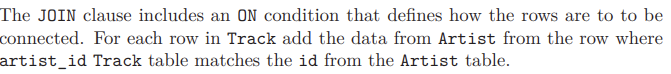 The JOIN clause includes an ON condition that defines how the rows are to to be
connected. For each row in Track add the data from Artist from the row where
artist_id Track table matches the id from the Artist table.